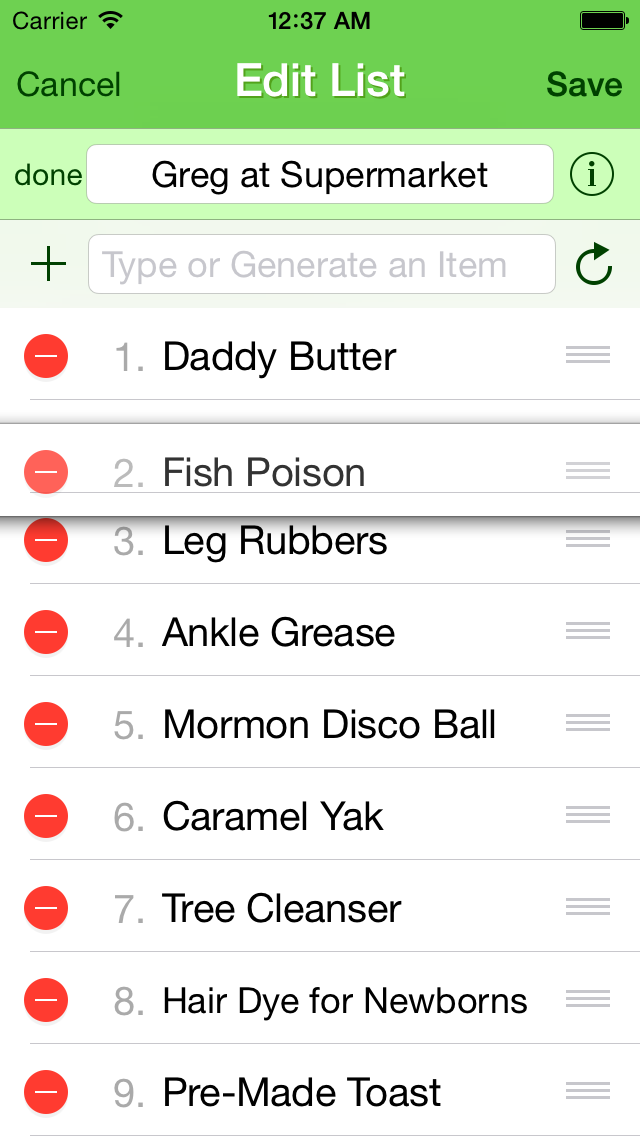 Carrier 12:37 AM
Cancel Edit List Save
done Greg at Supermarket i
Type or Generate an Item
1. Daddy Butter
2. Fish Poison
3. Leg Rubbers
4. Ankle Grease
5. Mormon Disco Ball
6. Caramel Yak
7. Tree Cleanser
8. Hair Dye for Newborns
9. Pre-Made Toast